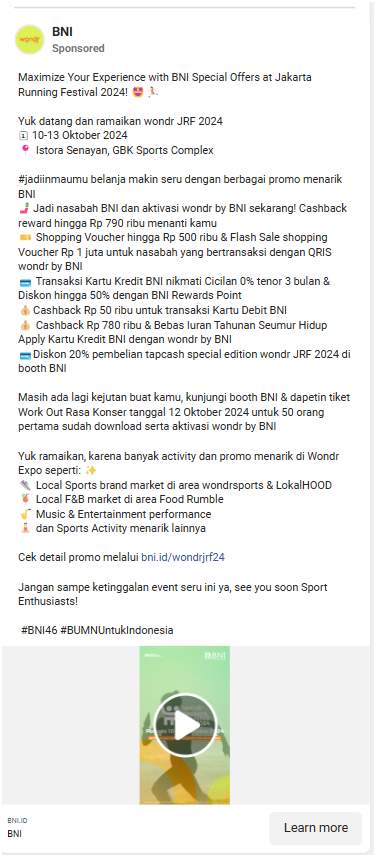 wondr
BNI
Sponsored
Maximize Your Experience with BNI Special Offers at Jakarta
Running Festival 2024! 🤩🏃
Yuk datang dan ramaikan wondr JRF 2024
🗓 10-13 Oktober 2024
📍 Istora Senayan, GBK Sports Complex
#jadiinmaumu belanja makin seru dengan berbagai promo menarik
BNI
🤳 Jadi nasabah BNI dan aktivasi wondr by BNI sekarang! Cashback
reward hingga Rp 790 ribu menanti kamu
🎫 Shopping Voucher hingga Rp 500 ribu & Flash Sale shopping
Voucher Rp 1 juta untuk nasabah yang bertransaksi dengan QRIS
wondr by BNI
💳 Transaksi Kartu Kredit BNI nikmati Cicilan 0% tenor 3 bulan &
Diskon hingga 50% dengan BNI Rewards Point
💰Cashback Rp 50 ribu untuk transaksi Kartu Debit BNI
💰 Cashback Rp 780 ribu & Bebas Iuran Tahunan Seumur Hidup
Apply Kartu Kredit BNI dengan wondr by BNI
💳Diskon 20% pembelian tapcash special edition wondr JRF 2024 di
booth BNI
Masih ada lagi kejutan buat kamu, kunjungi booth BNI & dapetin tiket
Work Out Rasa Konser tanggal 12 Oktober 2024 untuk 50 orang
pertama sudah download serta aktivasi wondr by BNI
Yuk ramaikan, karena banyak activity dan promo menarik di Wondr
Expo seperti: ✨
👟 Local Sports brand market di area wondrsports & LokalHOOD
🍹 Local F&B market di area Food Rumble
🎷 Music & Entertainment performance
🧘 dan Sports Activity menarik lainnya
Cek detail promo melalui bni.id/wondrjrf24
Jangan sampe ketinggalan event seru ini ya, see you soon Sport
Enthusiasts!
#BNI46 #BUMNUntukIndonesia
BNI
BNI.ID
BNI
Learn more